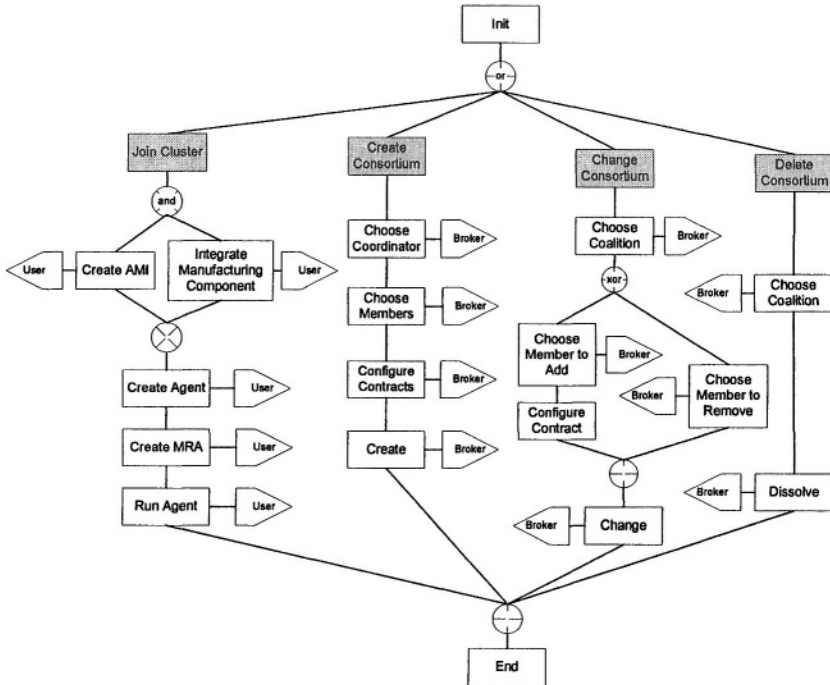 Init
or
Join Cluster
Create
Consortium
Change
Consortium
Delete
Consortium
and
User
Create AMI
Integrate
Manufacturing
Component
User
Create Agent
User
Create MRA
User
Run Agent
User
Choose
Coordinator
Broker
Choose
Members
Broker
Configure
Contracts
Broker
Create
Broker
Choose
Coalition
Broker
xor
Choose
Member to
Add
Broker
Configure
Contract
Broker
Choose
Member to
Remove
Broker
Change
Broker
Choose
Coalition
Broker
Dissolve
End